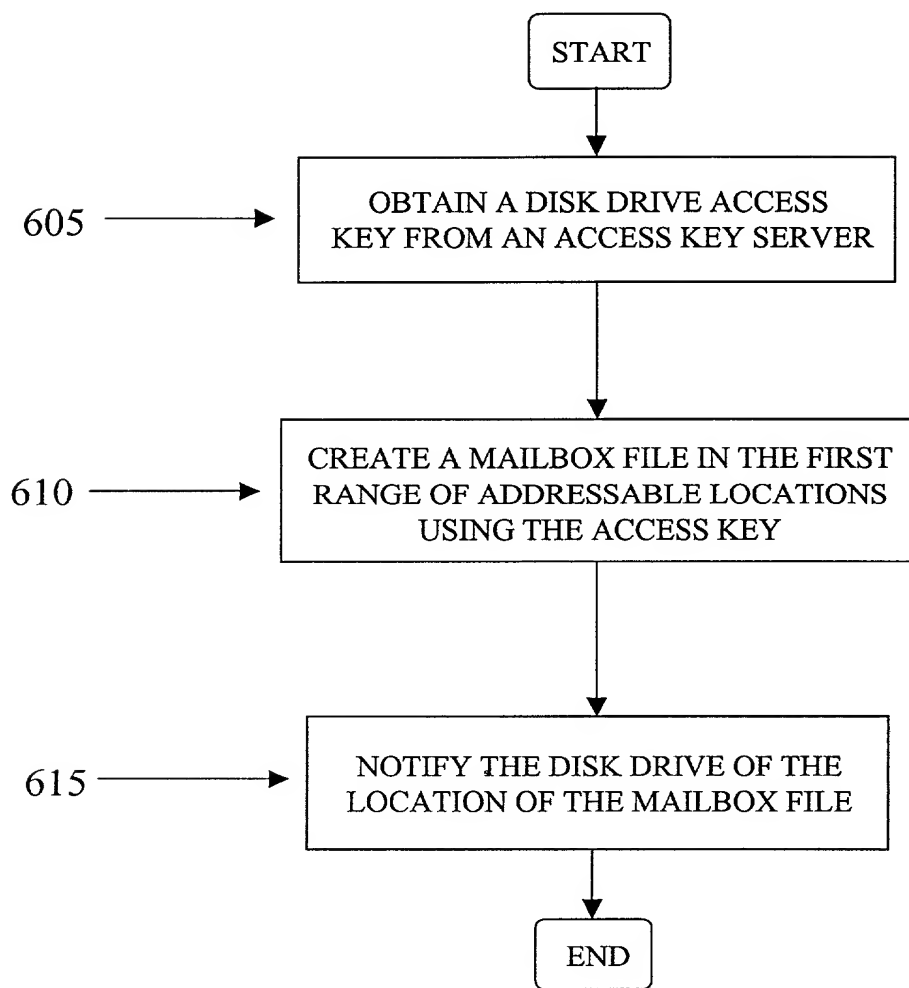 START
605
OBTAIN A DISK DRIVE ACCESS
KEY FROM AN ACCESS KEY SERVER
610
CREATE A MAILBOX FILE IN THE FIRST
RANGE OF ADDRESSABLE LOCATIONS
USING THE ACCESS KEY
615
NOTIFY THE DISK DRIVE OF THE
LOCATION OF THE MAILBOX FILE
END